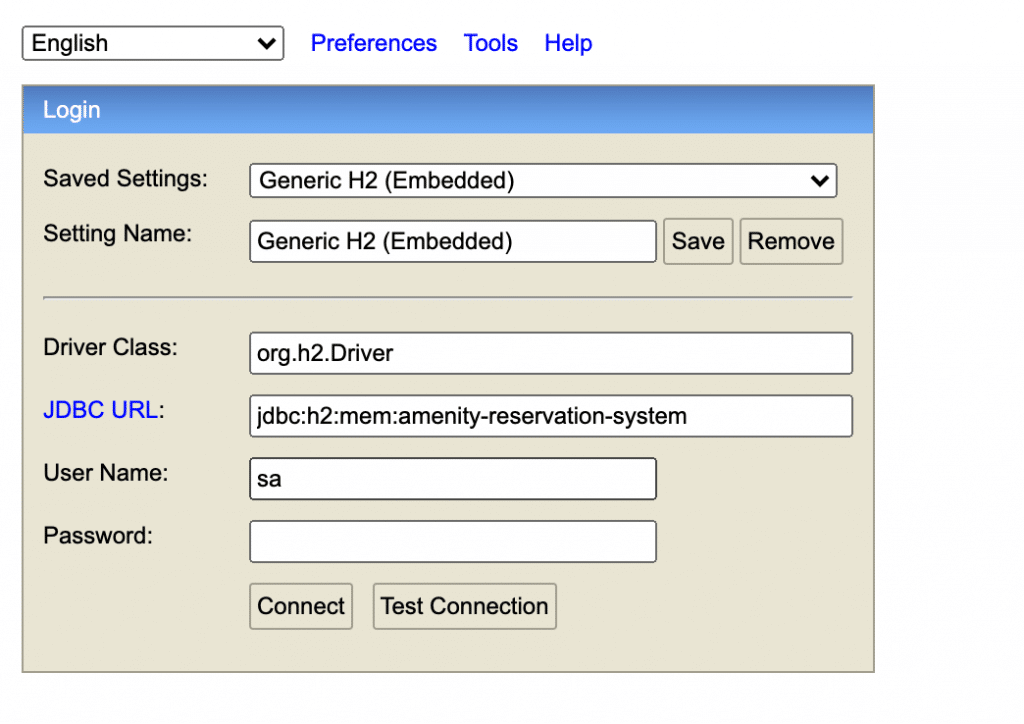 English Preferences Tools Help
Login
Saved Settings: Generic H2 (Embedded)
Setting Name: Generic H2 (Embedded) Save Remove
Driver Class: org.h2.Driver
JDBC URL: jdbc:h2:mem:amenity-reservation-system
User Name: sa
Password:
Connect Test Connection